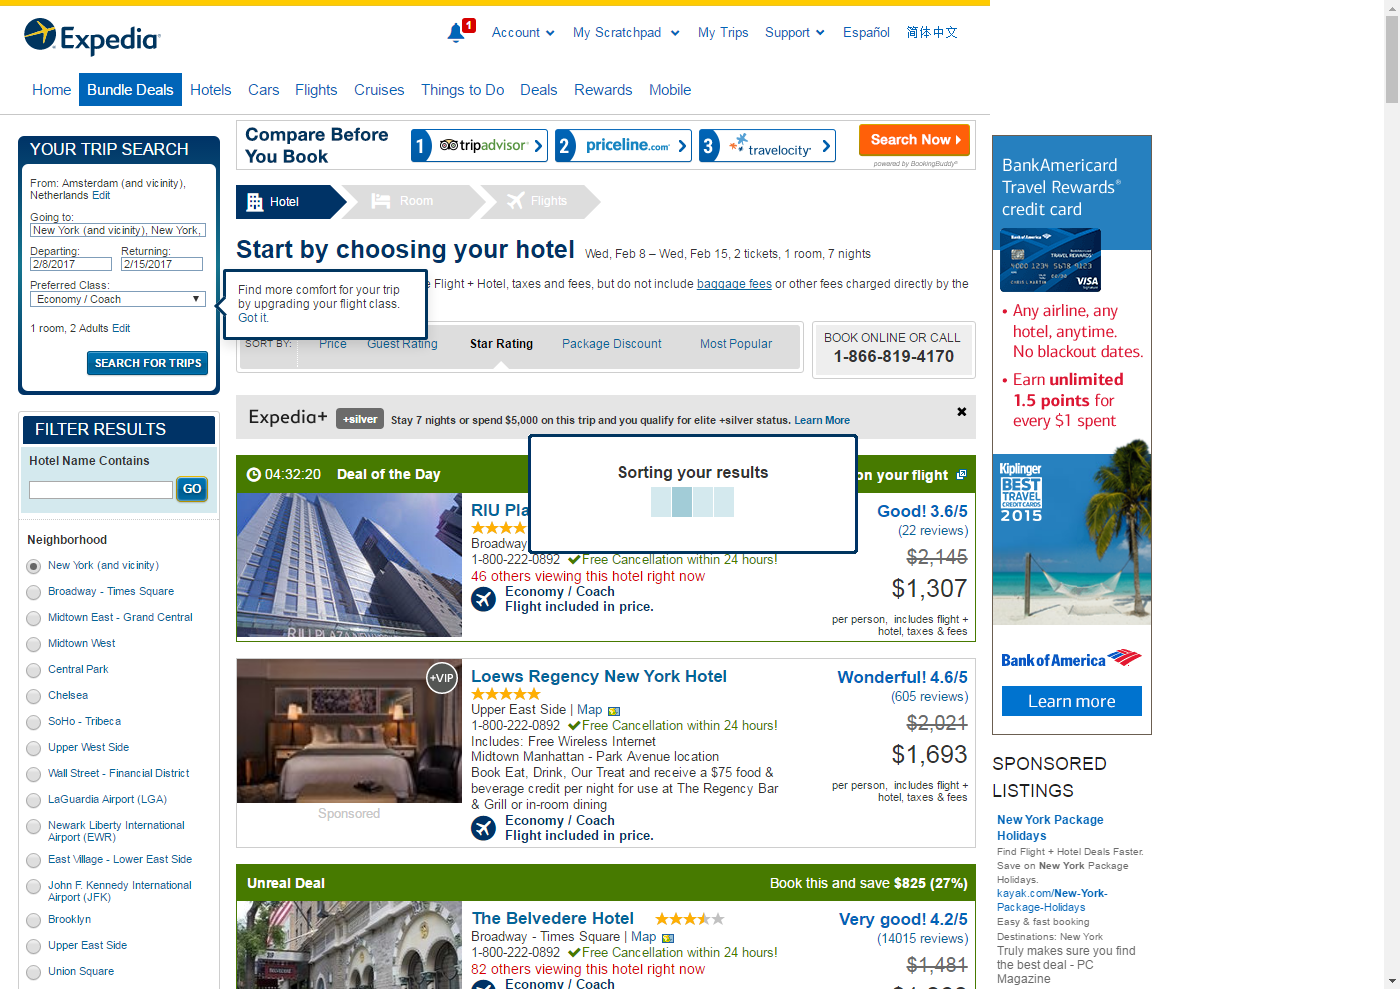 Expedia
1
Account
My Scratchpad
My Trips
Support
Español
简体中文
Home
Bundle Deals
Hotels
Cars
Flights
Cruises
Things to Do
Deals
Rewards
Mobile
YOUR TRIP SEARCH
From: Amsterdam (and vicinity),
Netherlands Edit
Going to:
New York (and vicinity), New York,
Departing:
Returning:
2/8/2017
2/15/2017
Preferred Class:
Economy / Coach
1 room, 2 Adults Edit
SEARCH FOR TRIPS
FILTER RESULTS
Hotel Name Contains
GO
Neighborhood
New York (and vicinity)
Broadway - Times Square
Midtown East - Grand Central
Midtown West
Central Park
Chelsea
SoHo - Tribeca
Upper West Side
Wall Street - Financial District
LaGuardia Airport (LGA)
Newark Liberty International
Airport (EWR)
East Village - Lower East Side
John F. Kennedy International
Airport (JFK)
Brooklyn
Upper East Side
Union Square
Compare Before
You Book
1 tripadvisor
2 priceline.com
3 travelocity
Search Now
powered by BookingBuddy
Hotel
Room
Flights
Start by choosing your hotel
Wed, Feb 8 – Wed, Feb 15, 2 tickets, 1 room, 7 nights
Flight + Hotel, taxes and fees, but do not include baggage fees or other fees charged directly by the
Find more comfort for your trip
by upgrading your flight class.
Got it.
SORT BY:
Price
Guest Rating
Star Rating
Package Discount
Most Popular
BOOK ONLINE OR CALL
1-866-819-4170
Expedia+
+silver
Stay 7 nights or spend $5,000 on this trip and you qualify for elite +silver status. Learn More
Sorting your results
04:32:20
Deal of the Day
on your flight
RIU PLAZA
RIU Pla
Broadway
1-800-222-0892
Free Cancellation within 24 hours!
46 others viewing this hotel right now
Economy / Coach
Flight included in price.
Good! 3.6/5
(22 reviews)
$2,145
$1,307
per person, includes flight +
hotel, taxes & fees
+VIP
Sponsored
Loews Regency New York Hotel
Upper East Side | Map
1-800-222-0892
Free Cancellation within 24 hours!
Includes: Free Wireless Internet
Midtown Manhattan - Park Avenue location
Book Eat, Drink, Our Treat and receive a $75 food &
beverage credit per night for use at The Regency Bar
& Grill or in-room dining
Economy / Coach
Flight included in price.
Wonderful! 4.6/5
(605 reviews)
$2,021
$1,693
per person, includes flight +
hotel, taxes & fees
Unreal Deal
Book this and save $825 (27%)
The Belvedere Hotel
Broadway - Times Square | Map
1-800-222-0892
Free Cancellation within 24 hours!
82 others viewing this hotel right now
Economy / Coach
Very good! 4.2/5
(14015 reviews)
$1,481
BankAmericard
Travel Rewards®
credit card
Bank of America
TRAVEL REWARDS
4000 1234 5678 9123
VISA
• Any airline, any
hotel, anytime.
No blackout dates.
• Earn unlimited
1.5 points for
every $1 spent
Kiplinger
BEST
TRAVEL
CREDIT CARDS
2015
Bank of America
Learn more
SPONSORED
LISTINGS
New York Package
Holidays
Find Flight + Hotel Deals Faster.
Save on New York Package
Holidays.
kayak.com/New-York-
Package-Holidays
Easy & fast booking
Destinations: New York
Truly makes sure you find
the best deal - PC
Magazine